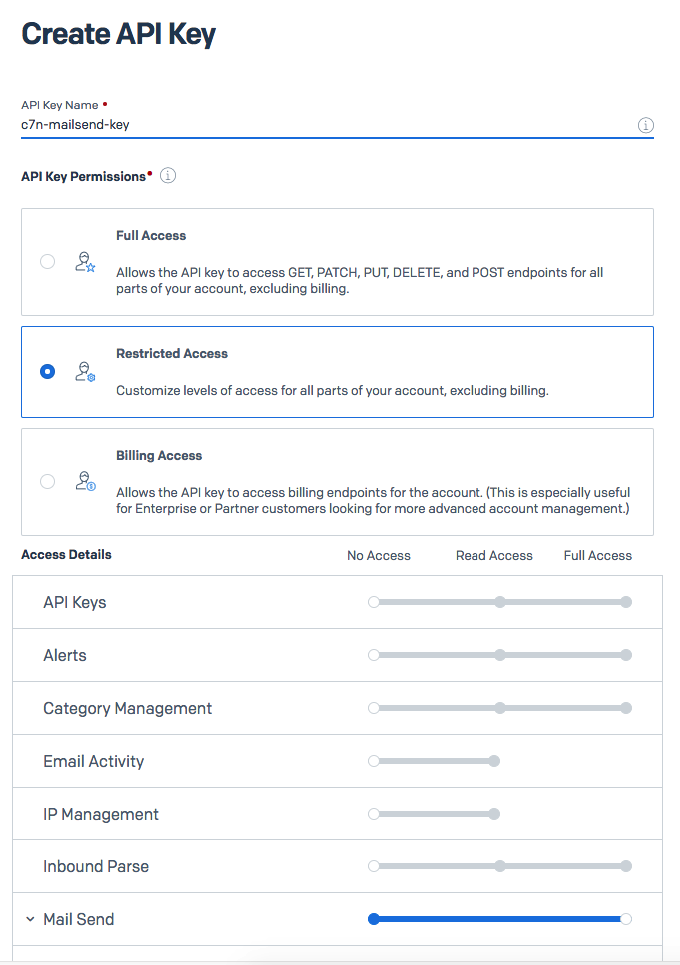 Create API Key
API Key Name •
c7n-mailsend-key
API Key Permissions•
Full Access
Allows the API key to access GET, PATCH, PUT, DELETE, and POST endpoints for all
parts of your account, excluding billing.
Restricted Access
Customize levels of access for all parts of your account, excluding billing.
Billing Access
Allows the API key to access billing endpoints for the account. (This is especially useful
for Enterprise or Partner customers looking for more advanced account management.)
Access Details No Access Read Access Full Access
API Keys
Alerts
Category Management
Email Activity
IP Management
Inbound Parse
Mail Send